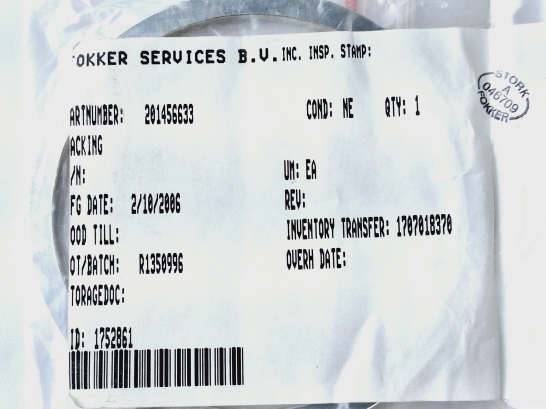 FOKKER SERVICES B.V. INC. INSP. STAMP:
STORK
A
046709
FOKKER
ARTNUMBER: 201456633 COND: NE QTY: 1
ACKING
/N: UM: EA
FG DATE: 2/10/2006 REV:
OOD TILL: INVENTORY TRANSFER: 1707018370
OT/BATCH: R1350996 OVERH DATE:
TORAGEDOC:
ID: 1752861